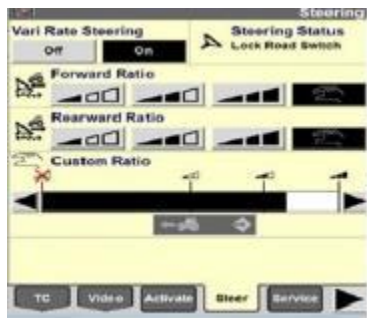 Steering
Vari Rate Steering
Off
On
Steering Status
Lock Road Switch
Forward Ratio
Rearward Ratio
Custom Ratio
TC
Video
Activate
Steer
Service